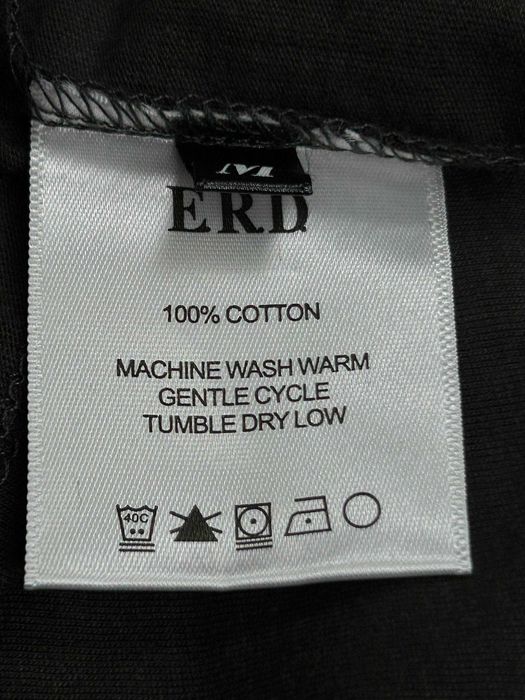 M
E.R.D
100% COTTON
MACHINE WASH WARM
GENTLE CYCLE
TUMBLE DRY LOW
40C